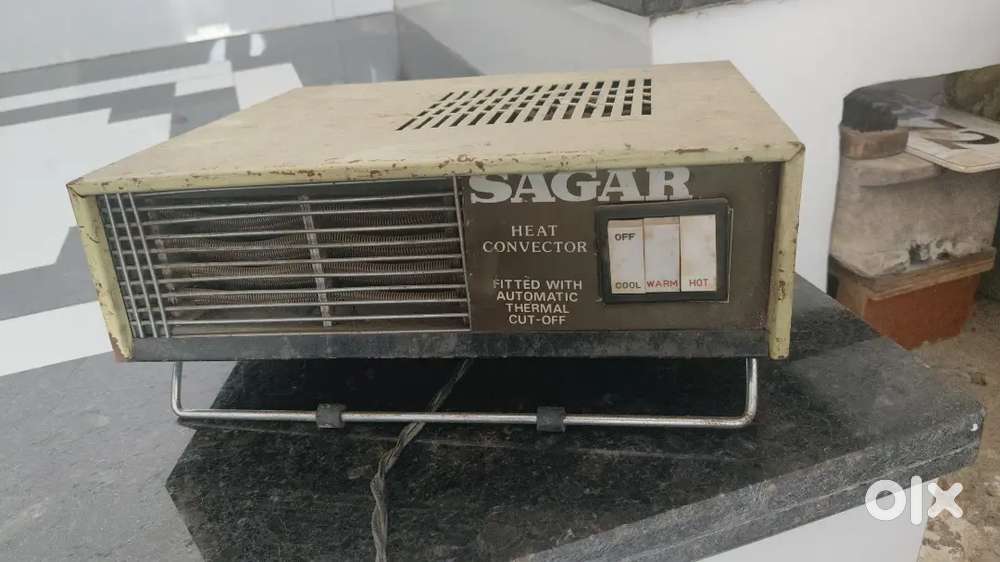 SAGAR
HEAT
CONVECTOR
FITTED WITH
AUTOMATIC
THERMAL
CUT-OFF
OFF
COOL WARM HOT
olx